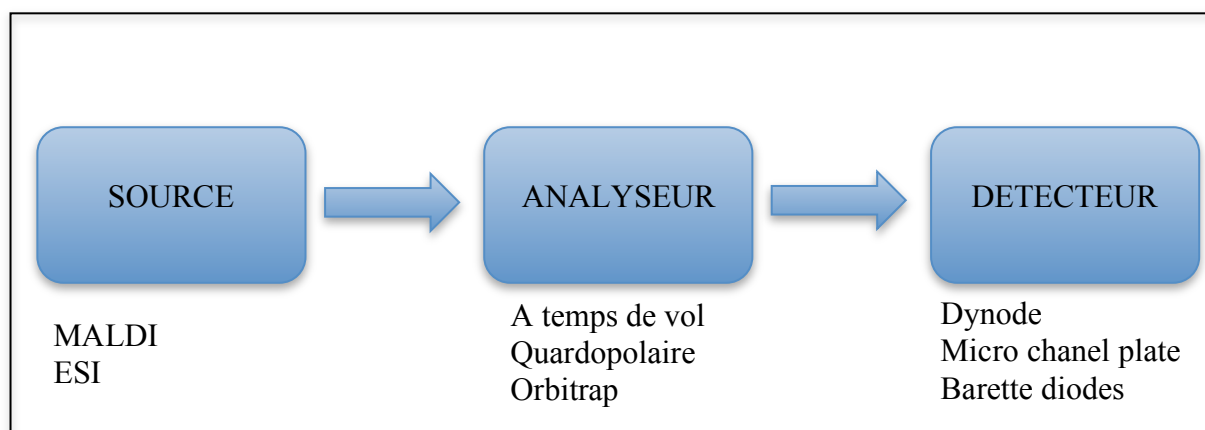 SOURCE
ANALYSEUR
DETECTEUR
MALDI
ESI
A temps de vol
Quardopolaire
Orbitrap
Dynode
Micro chanel plate
Barette diodes